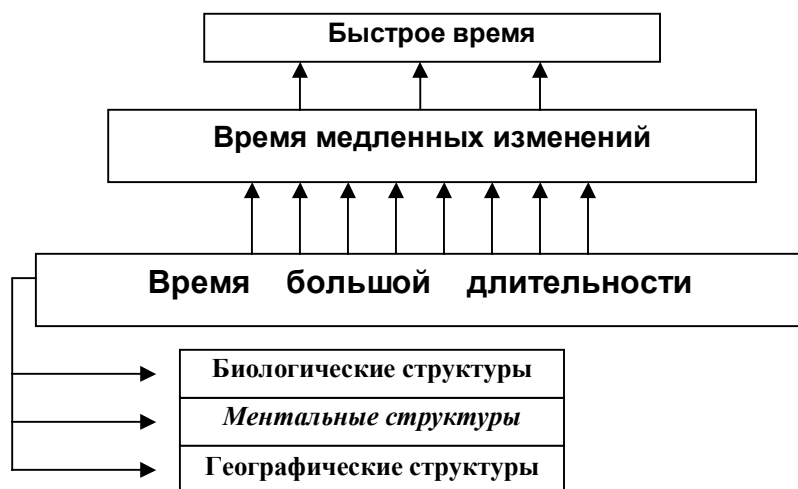 Быстрое время
Время медленных изменений
Время большой длительности
Биологические структуры
Ментальные структуры
Географические структуры